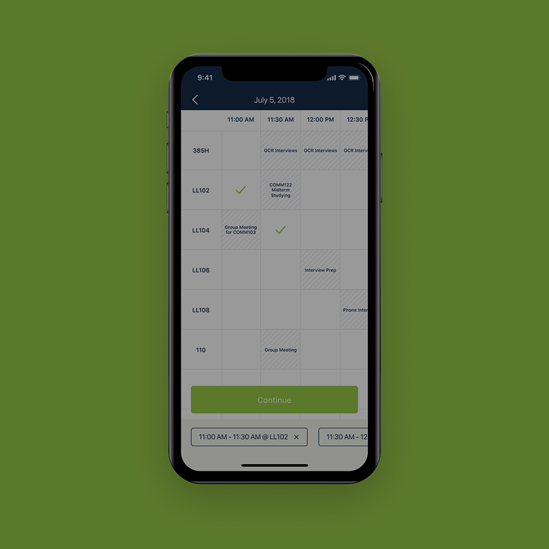 9:41
July 5, 2018
11:00 AM 11:30 AM 12:00 PM 12:30 P
385H OCR Interviews OCR Interviews OCR Interv
LL102 COMM122
Midterm
Studying
LL104 Group Meeting
for COMM103
LL106 Interview Prep
LL108 Phone Inter
110 Group Meeting
Continue
11:00 AM - 11:30 AM @ LL102 11:30 AM - 12